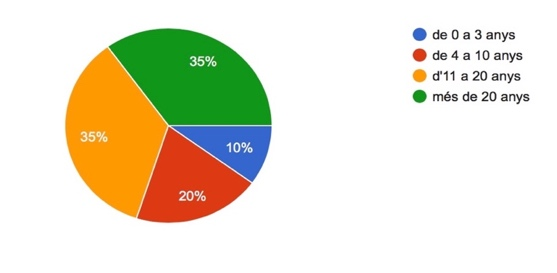 de 0 a 3 anys
de 4 a 10 anys
d'11 a 20 anys
més de 20 anys
35%
35%
10%
20%